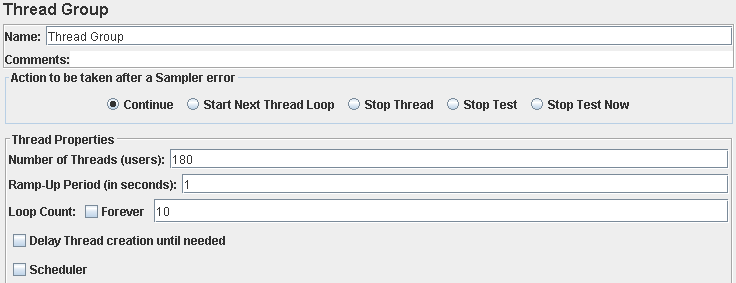 Thread Group
Name: Thread Group
Comments:
Action to be taken after a Sampler error
Continue Start Next Thread Loop Stop Thread Stop Test Stop Test Now
Thread Properties
Number of Threads (users): 180
Ramp-Up Period (in seconds): 1
Loop Count: Forever 10
Delay Thread creation until needed
Scheduler